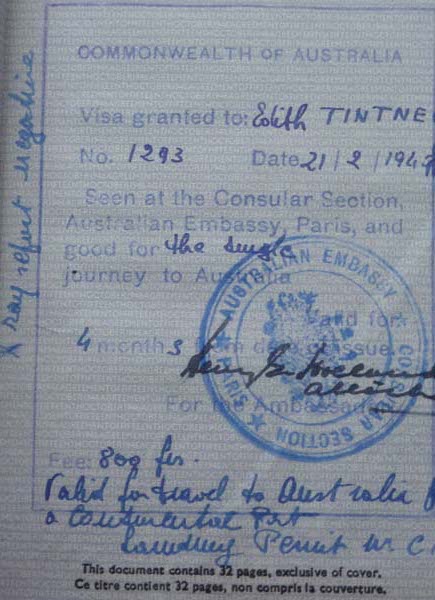 COMMONWEALTH OF AUSTRALIA
Visa granted to: Edith TINTNE
No. 1293 Date 21/2/194
Seen at the Consular Section,
Australian Embassy, Paris, and
good for the single
journey to Australia
Valid for
4 months from date of issue.
For the Ambassador
AUSTRALIAN EMBASSY
CONSULAR SECTION
PARIS
Fee: 800 frs.
Valid for travel to Australia
a Continental Port
Landing Permit
X ray report negative
This document contains 32 pages, exclusive of cover.
Ce titre contient 32 pages, non compris la couverture.